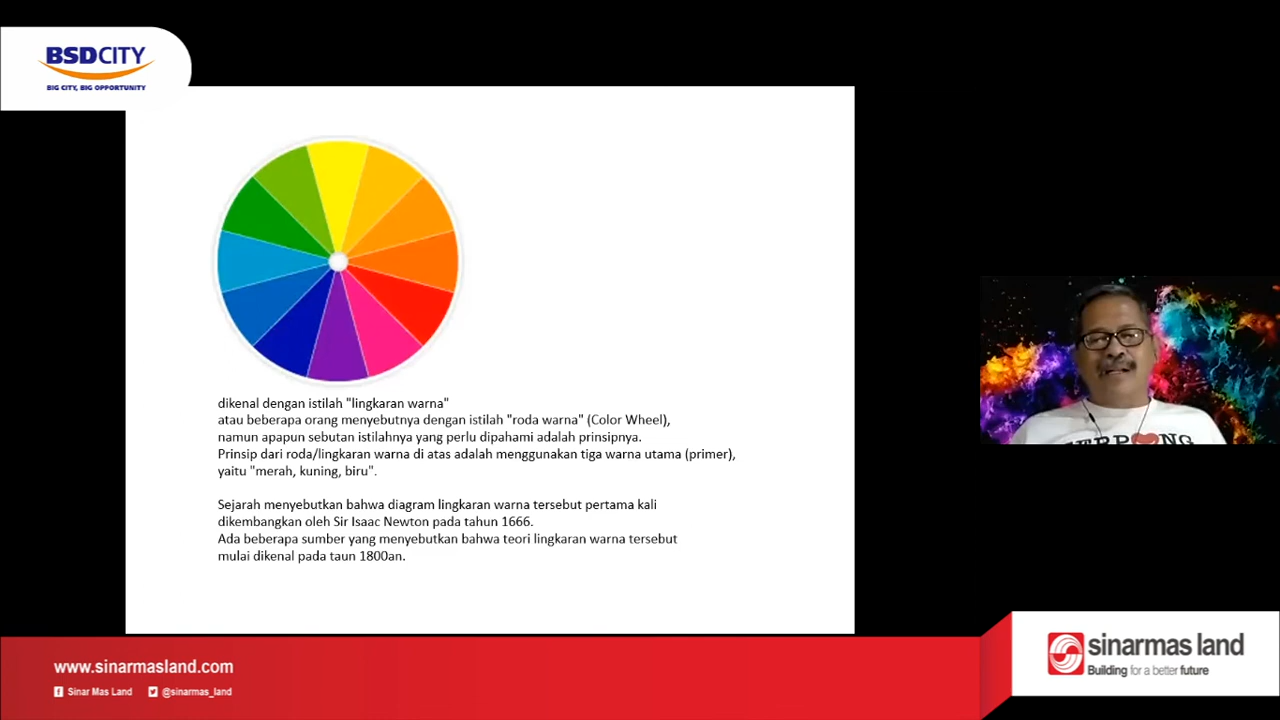 BSDCITY
BIG CITY, BIG OPPORTUNITY
dikenal dengan istilah "lingkaran warna"
atau beberapa orang menyebutnya dengan istilah "roda warna" (Color Wheel),
namun apapun sebutan istilahnya yang perlu dipahami adalah prinsipnya.
Prinsip dari roda/lingkaran warna di atas adalah menggunakan tiga warna utama (primer),
yaitu "merah, kuning, biru".
Sejarah menyebutkan bahwa diagram lingkaran warna tersebut pertama kali
dikembangkan oleh Sir Isaac Newton pada tahun 1666.
Ada beberapa sumber yang menyebutkan bahwa teori lingkaran warna tersebut
mulai dikenal pada taun 1800an.
www.sinarmasland.com
Sinar Mas Land
@sinarmas_land
sinarmas land
Building for a better future